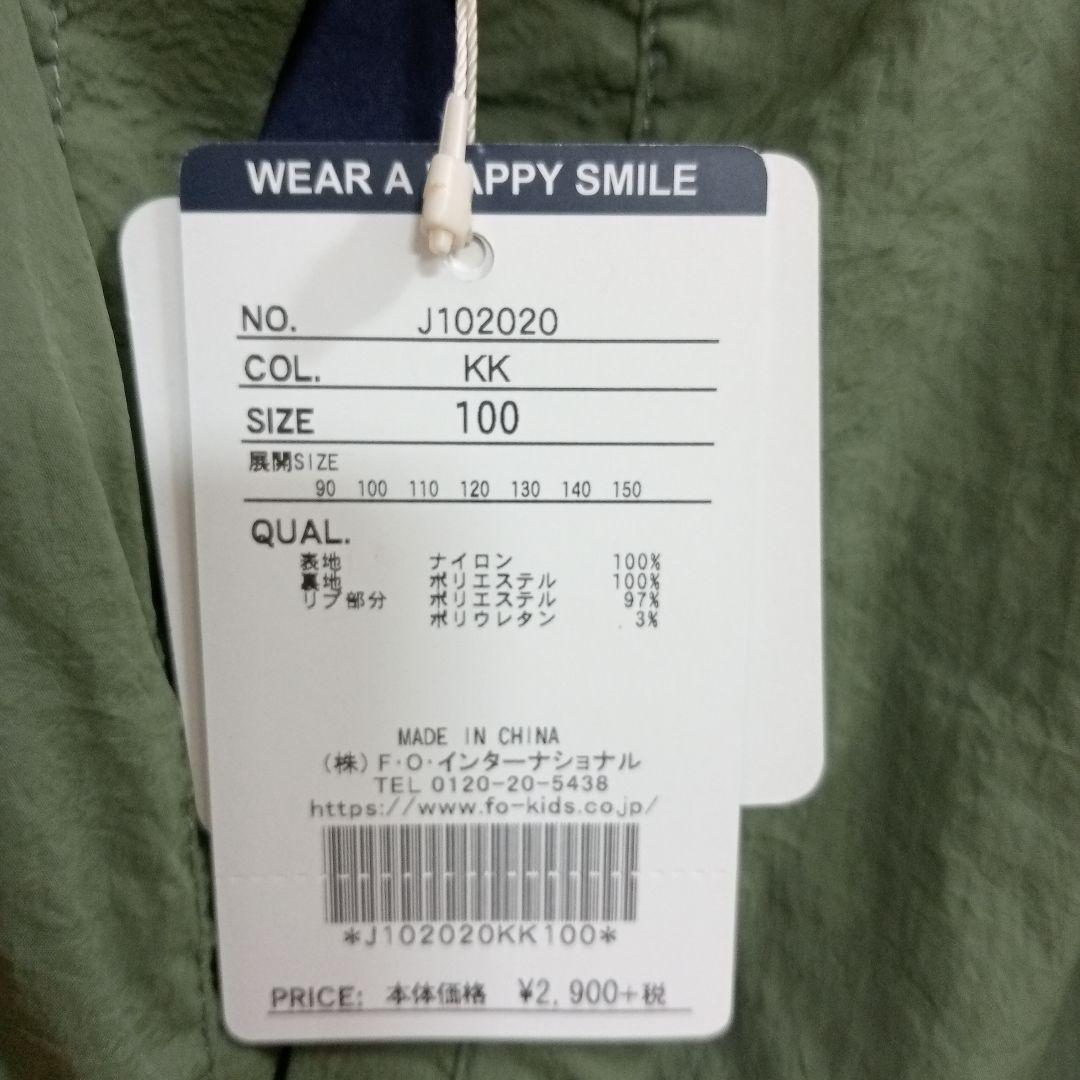 WEAR A HAPPY SMILE
NO. J102020
COL. KK
SIZE 100
展開SIZE
90 100 110 120 130 140 150
QUAL.
表地 ナイロン 100%
裏地 ポリエステル 100%
リブ部分 ポリエステル 97%
ポリウレタン 3%
MADE IN CHINA
(株) F・O・インターナショナル
TEL 0120-20-5438
https://www.fo-kids.co.jp/
*J102020KK100*
PRICE: 本体価格 ¥2,900+税